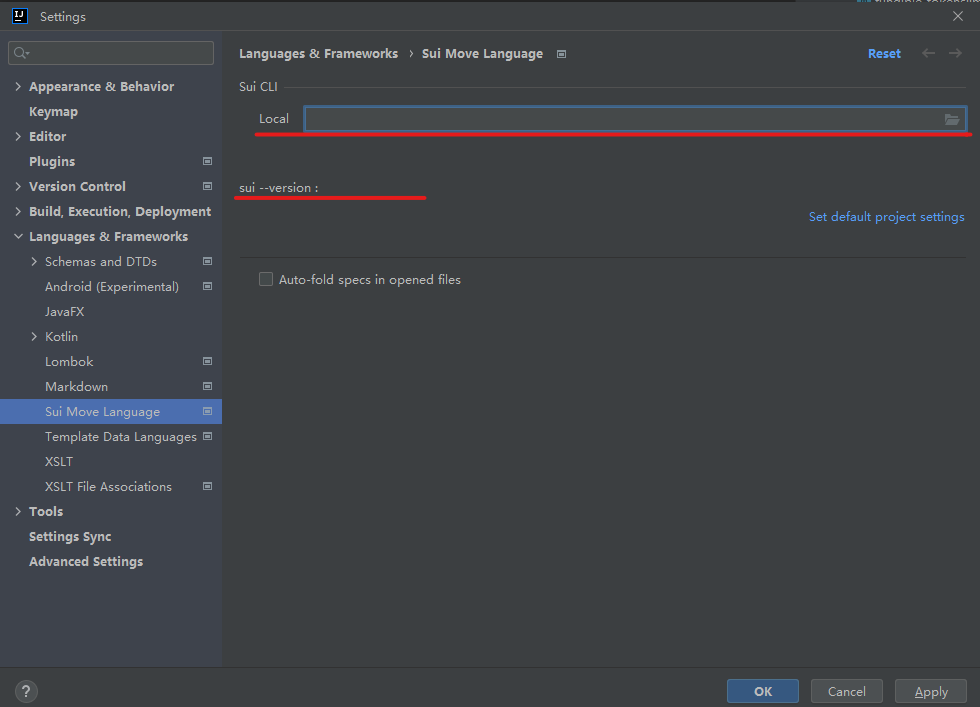 Settings
Languages & Frameworks › Sui Move Language
Reset
Appearance & Behavior
Keymap
Editor
Plugins
Version Control
Build, Execution, Deployment
Languages & Frameworks
Schemas and DTDs
Android (Experimental)
JavaFX
Kotlin
Lombok
Markdown
Sui Move Language
Template Data Languages
XSLT
XSLT File Associations
Tools
Settings Sync
Advanced Settings
Sui CLI
Local
sui --version :
Set default project settings
Auto-fold specs in opened files
?
OK
Cancel
Apply